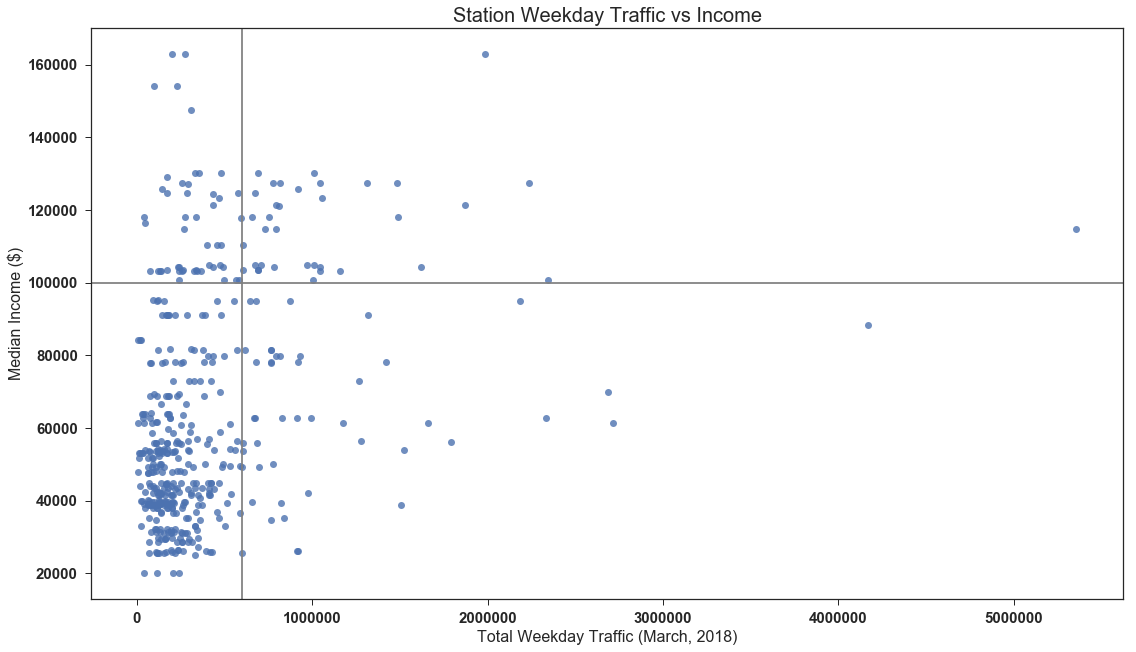 Station Weekday Traffic vs Income
Median Income ($)
160000
140000
120000
100000
80000
60000
40000
20000
0 1000000 2000000 3000000 4000000 5000000
Total Weekday Traffic (March, 2018)